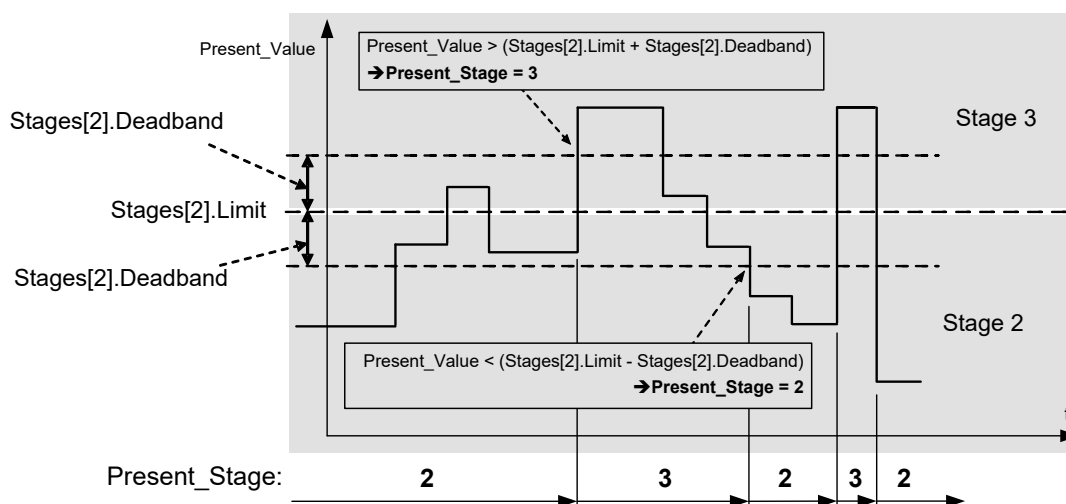 Present_Value
Present_Value > (Stages[2].Limit + Stages[2].Deadband)
➔Present_Stage = 3
Stages[2].Deadband
Stage 3
Stages[2].Limit
Stages[2].Deadband
Stage 2
Present_Value < (Stages[2].Limit - Stages[2].Deadband)
➔Present_Stage = 2
t
Present_Stage: 2 3 2 3 2